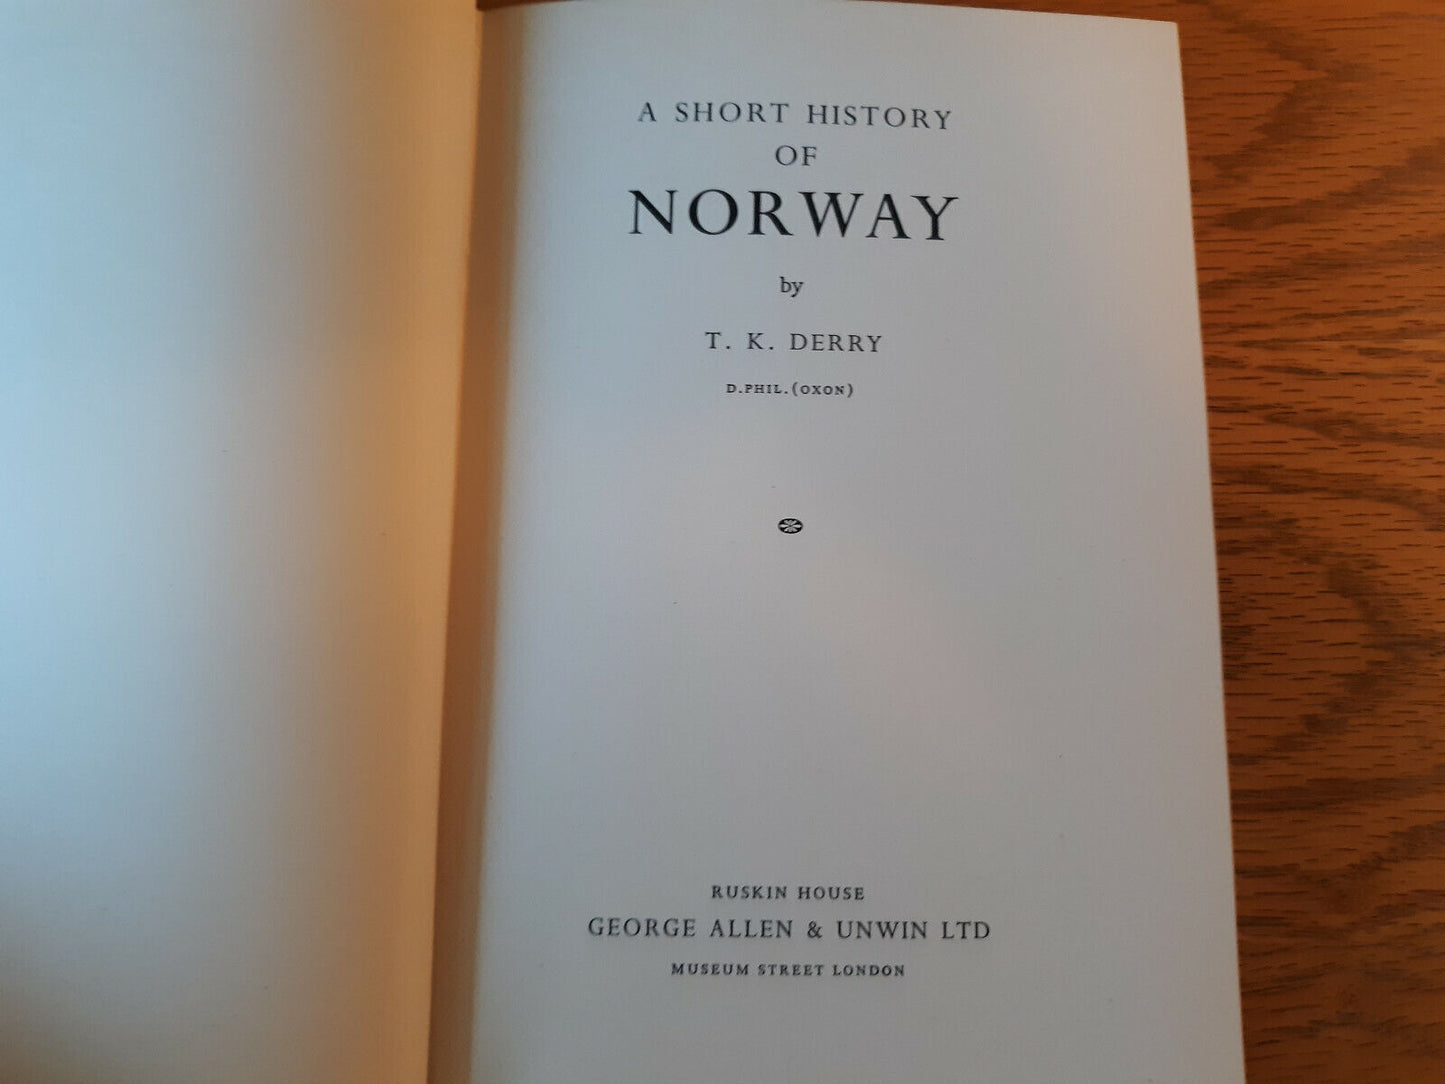 A SHORT HISTORY
OF
NORWAY
by
T. K. DERRY
D.PHIL.(OXON)
RUSKIN HOUSE
GEORGE ALLEN & UNWIN LTD
MUSEUM STREET LONDON